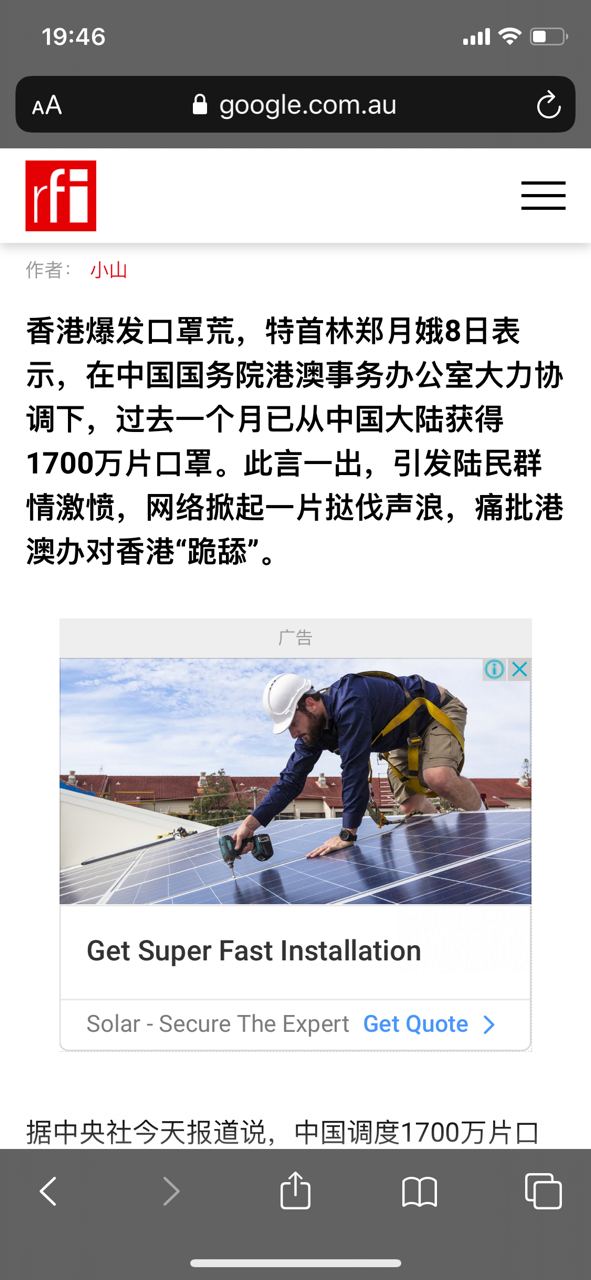 19:46
AA google.com.au
rfi
作者： 小山
香港爆发口罩荒，特首林郑月娥8日表
示，在中国国务院港澳事务办公室大力协
调下，过去一个月已从中国大陆获得
1700万片口罩。此言一出，引发陆民群
情激愤，网络掀起一片挞伐声浪，痛批港
澳办对香港“跪舔”。
广告
Get Super Fast Installation
Solar - Secure The Expert Get Quote
据中央社今天报道说，中国调度1700万片口